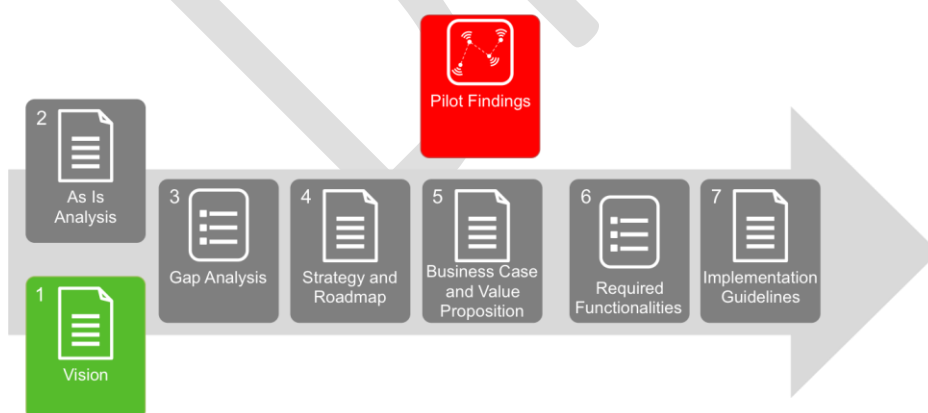 Pilot Findings
2
As Is
Analysis
3
Gap Analysis
4
Strategy and
Roadmap
5
Business Case
and Value
Proposition
6
Required
Functionalities
7
Implementation
Guidelines
1
Vision